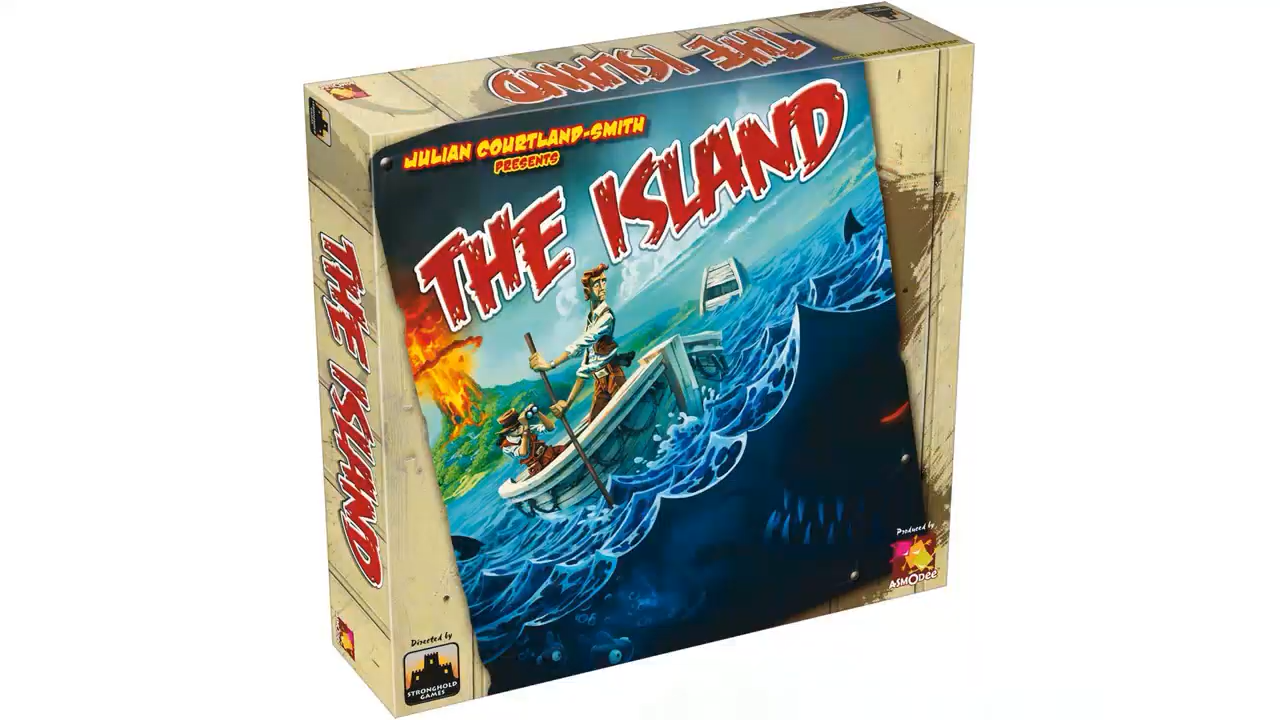 THE ISLAND
JULIAN COURTLAND-SMITH
PRESENTS
THE ISLAND
THE ISLAND
Produced by
ASMODEE
Directed by
STRONGHOLD
GAMES